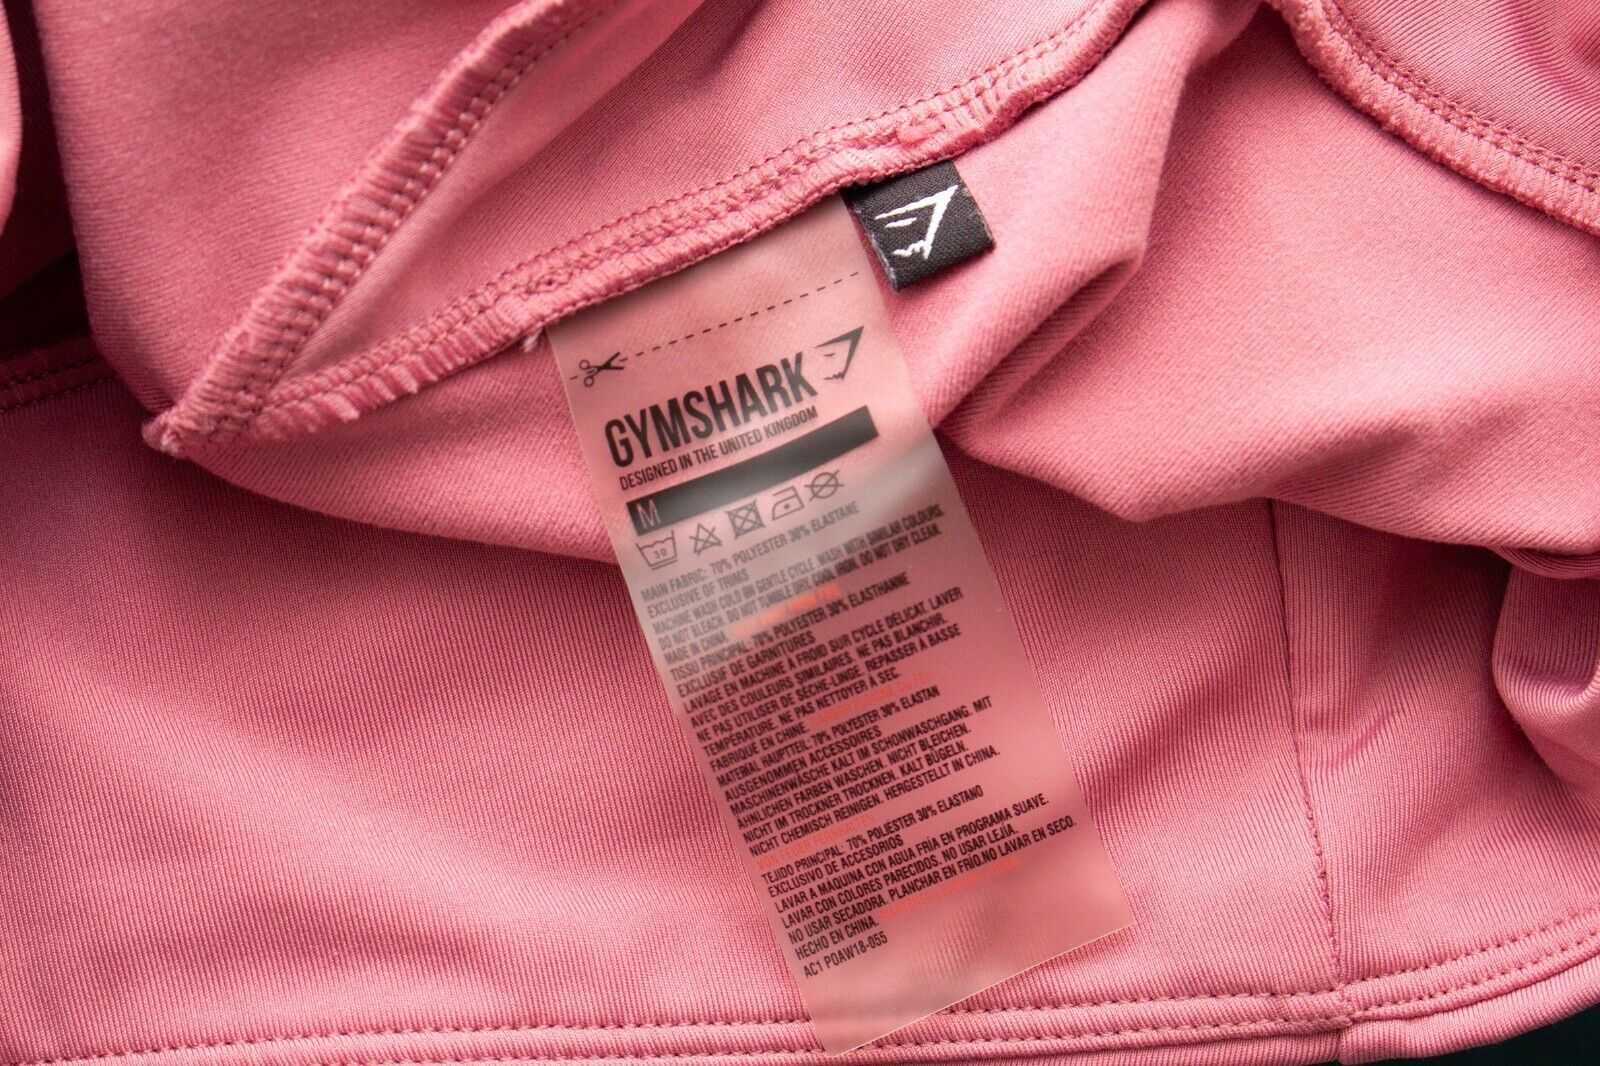 GYMSHARK
DESIGNED IN THE UNITED KINGDOM
M
30
MAIN FABRIC: 70% POLYESTER 30% ELASTANE
EXCLUSIVE OF TRIMS
MACHINE WASH COLD ON GENTLE CYCLE. WASH WITH SIMILAR COLOURS.
DO NOT BLEACH. DO NOT TUMBLE DRY. COOL IRON. DO NOT DRY CLEAN.
MADE IN CHINA.
TISSU PRINCIPAL: 70% POLYESTER 30% ELASTHANNE
EXCLUSIF DE GARNITURES
LAVAGE EN MACHINE À FROID SUR CYCLE DÉLICAT. LAVER
AVEC DES COULEURS SIMILAIRES. NE PAS BLANCHIR.
NE PAS UTILISER DE SÈCHE-LINGE. REPASSER À BASSE
TEMPÉRATURE. NE PAS NETTOYER À SEC.
FABRIQUE EN CHINE.
MATERIAL HAUPTTEIL: 70% POLYESTER 30% ELASTAN
AUSGENOMMEN ACCESSOIRES
MASCHINENWÄSCHE KALT IM SCHONWASCHGANG. MIT
ÄHNLICHEN FARBEN WASCHEN. NICHT BLEICHEN.
NICHT IM TROCKNER TROCKNEN. KALT BÜGELN.
NICHT CHEMISCH REINIGEN. HERGESTELLT IN CHINA.
TEJIDO PRINCIPAL: 70% POLIÉSTER 30% ELASTANO
EXCLUSIVO DE ACCESORIOS
LAVAR A MAQUINA CON AGUA FRÍA EN PROGRAMA SUAVE.
LAVAR CON COLORES PARECIDOS. NO USAR LEJÍA.
NO USAR SECADORA. PLANCHAR EN FRIO.NO LAVAR EN SECO.
HECHO EN CHINA.
AC1 POAW18-055